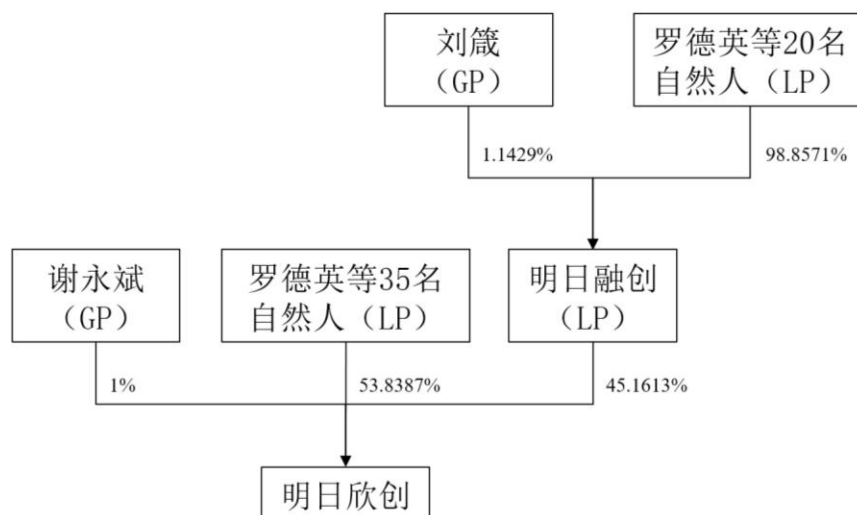 刘箴
（GP）
罗德英等20名
自然人（LP）
1.1429%
98.8571%
谢永斌
（GP）
罗德英等35名
自然人（LP）
明日融创
（LP）
1%
53.8387%
45.1613%
明日欣创